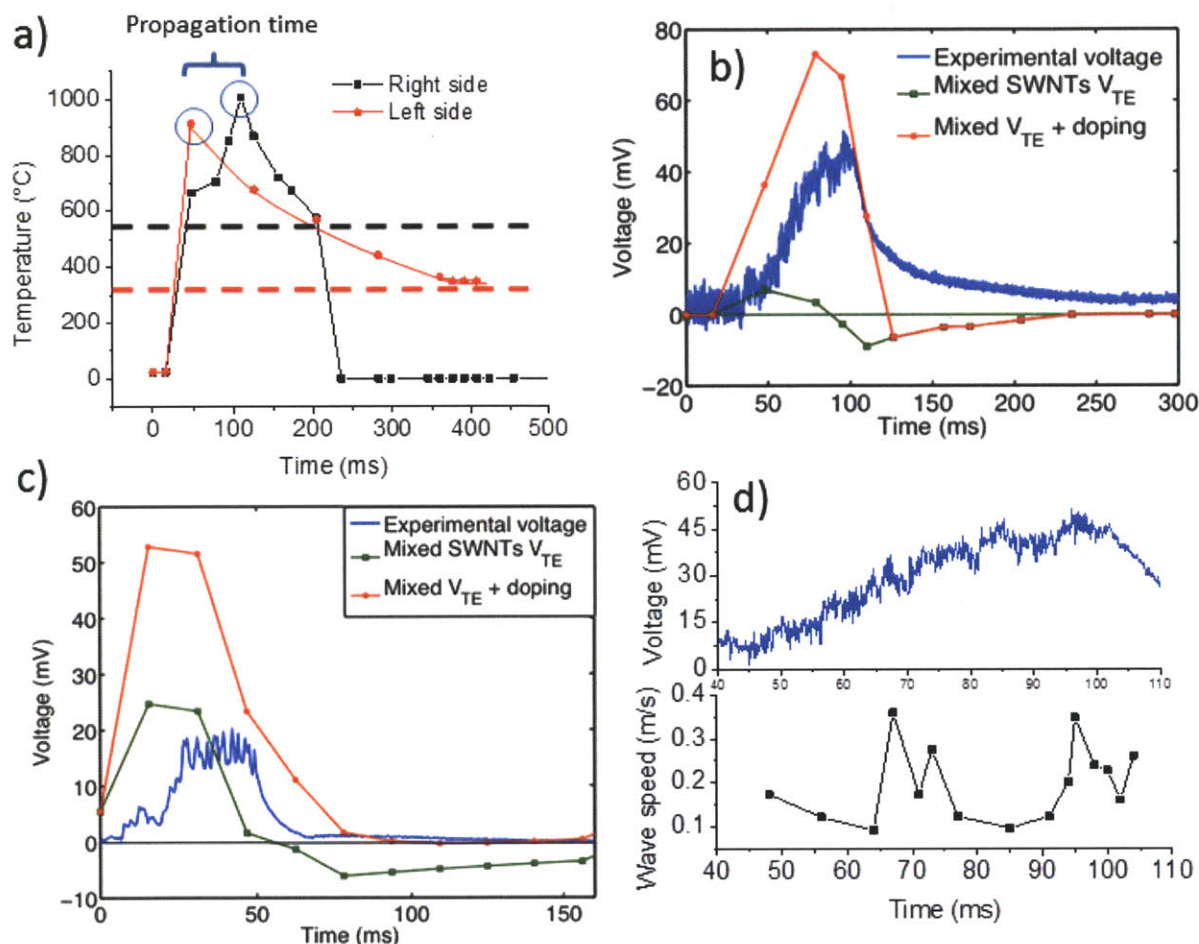 a)
Propagation time
Right side
Left side
1000
800
600
400
200
0
Temperature (°C)
0 100 200 300 400 500
Time (ms)
b)
Experimental voltage
Mixed SWNTs V_TE
Mixed V_TE + doping
80
60
40
20
0
−20
Voltage (mV)
0 50 100 150 200 250 300
Time (ms)
c)
Experimental voltage
Mixed SWNTs V_TE
Mixed V_TE + doping
60
50
40
30
20
10
0
−10
Voltage (mV)
0 50 100 150
Time (ms)
d)
60
45
30
15
0
Voltage (mV)
40 50 60 70 80 90 100 110
0.4
0.3
0.2
0.1
Wave speed (m/s)
40 50 60 70 80 90 100 110
Time (ms)